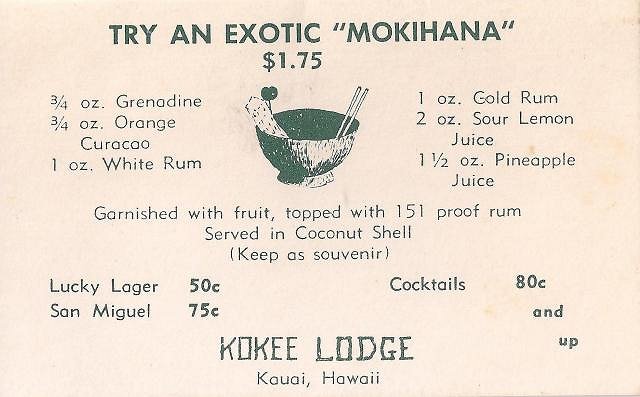 TRY AN EXOTIC "MOKIHANA"
$1.75
¾ oz. Grenadine
¾ oz. Orange
Curacao
1 oz. White Rum
1 oz. Gold Rum
2 oz. Sour Lemon
Juice
1½ oz. Pineapple
Juice
Garnished with fruit, topped with 151 proof rum
Served in Coconut Shell
(Keep as souvenir)
Lucky Lager 50c
San Miguel 75c
Cocktails 80c
and
up
KOKEE LODGE
Kauai, Hawaii